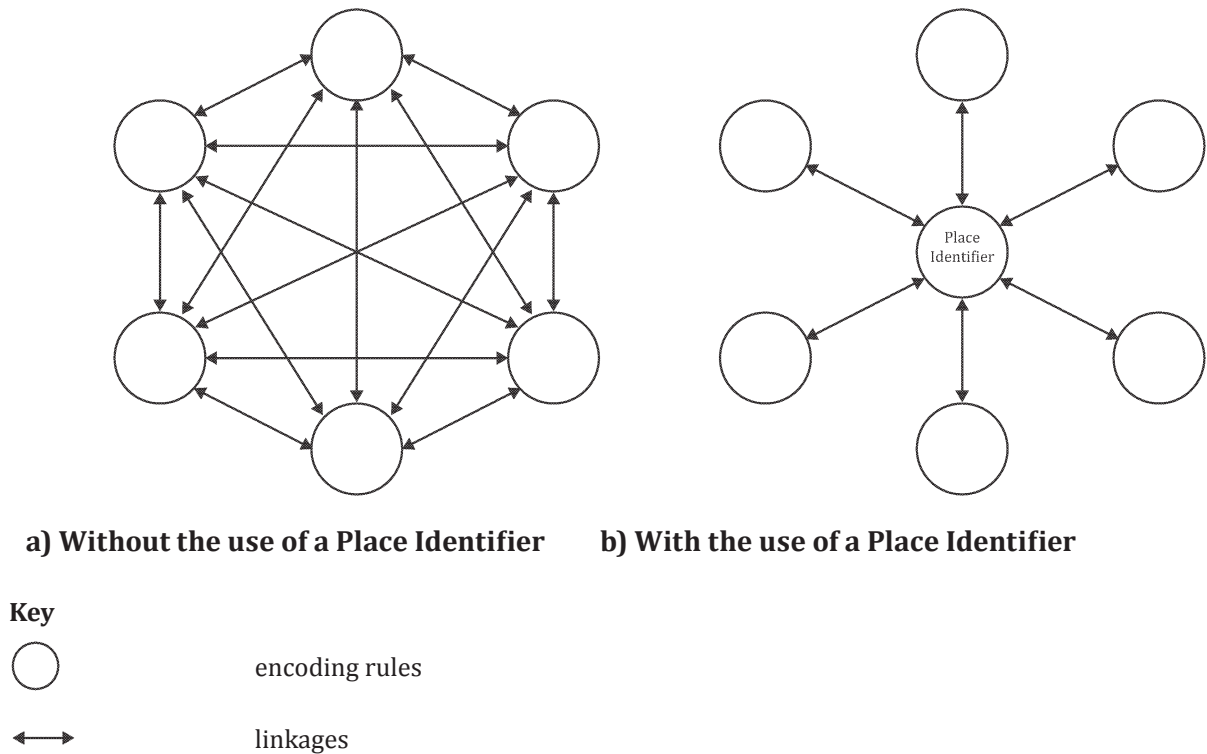 Place
Identifier
a) Without the use of a Place Identifier
b) With the use of a Place Identifier
Key
encoding rules
linkages